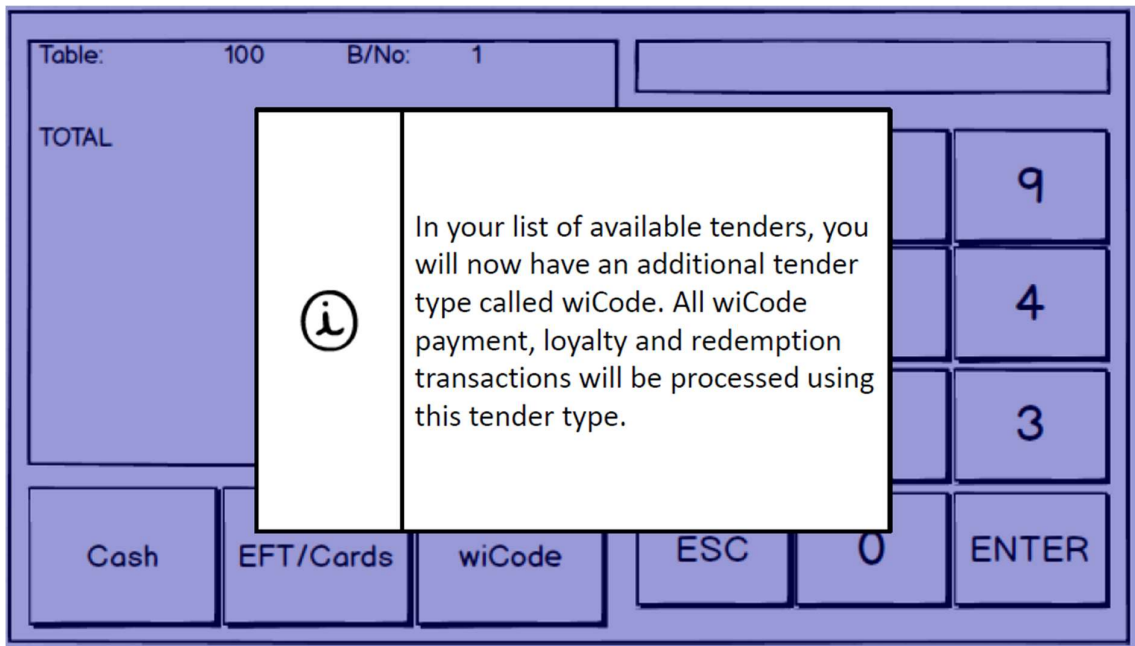 Table: 100 B/No: 1
TOTAL
In your list of available tenders, you
will now have an additional tender
type called wiCode. All wiCode
payment, loyalty and redemption
transactions will be processed using
this tender type.
9
4
3
Cash EFT/Cards wiCode ESC 0 ENTER